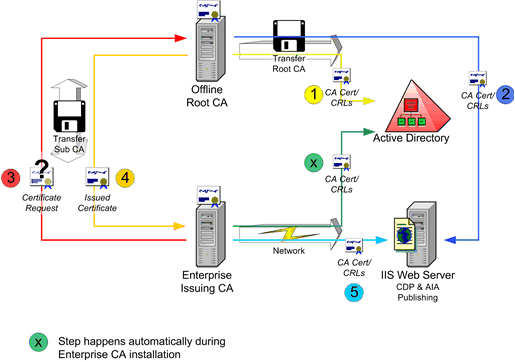 Offline
Root CA
Transfer
Root CA
1
CA Cert/
CRLs
CA Cert/
CRLs
2
Transfer
Sub CA
Active Directory
3
?
4
x
Certificate
Request
Issued
Certificate
CA Cert/
CRLs
Enterprise
Issuing CA
Network
CA Cert/
CRLs
5
IIS Web Server
CDP & AIA
Publishing
x
Step happens automatically during
Enterprise CA installation